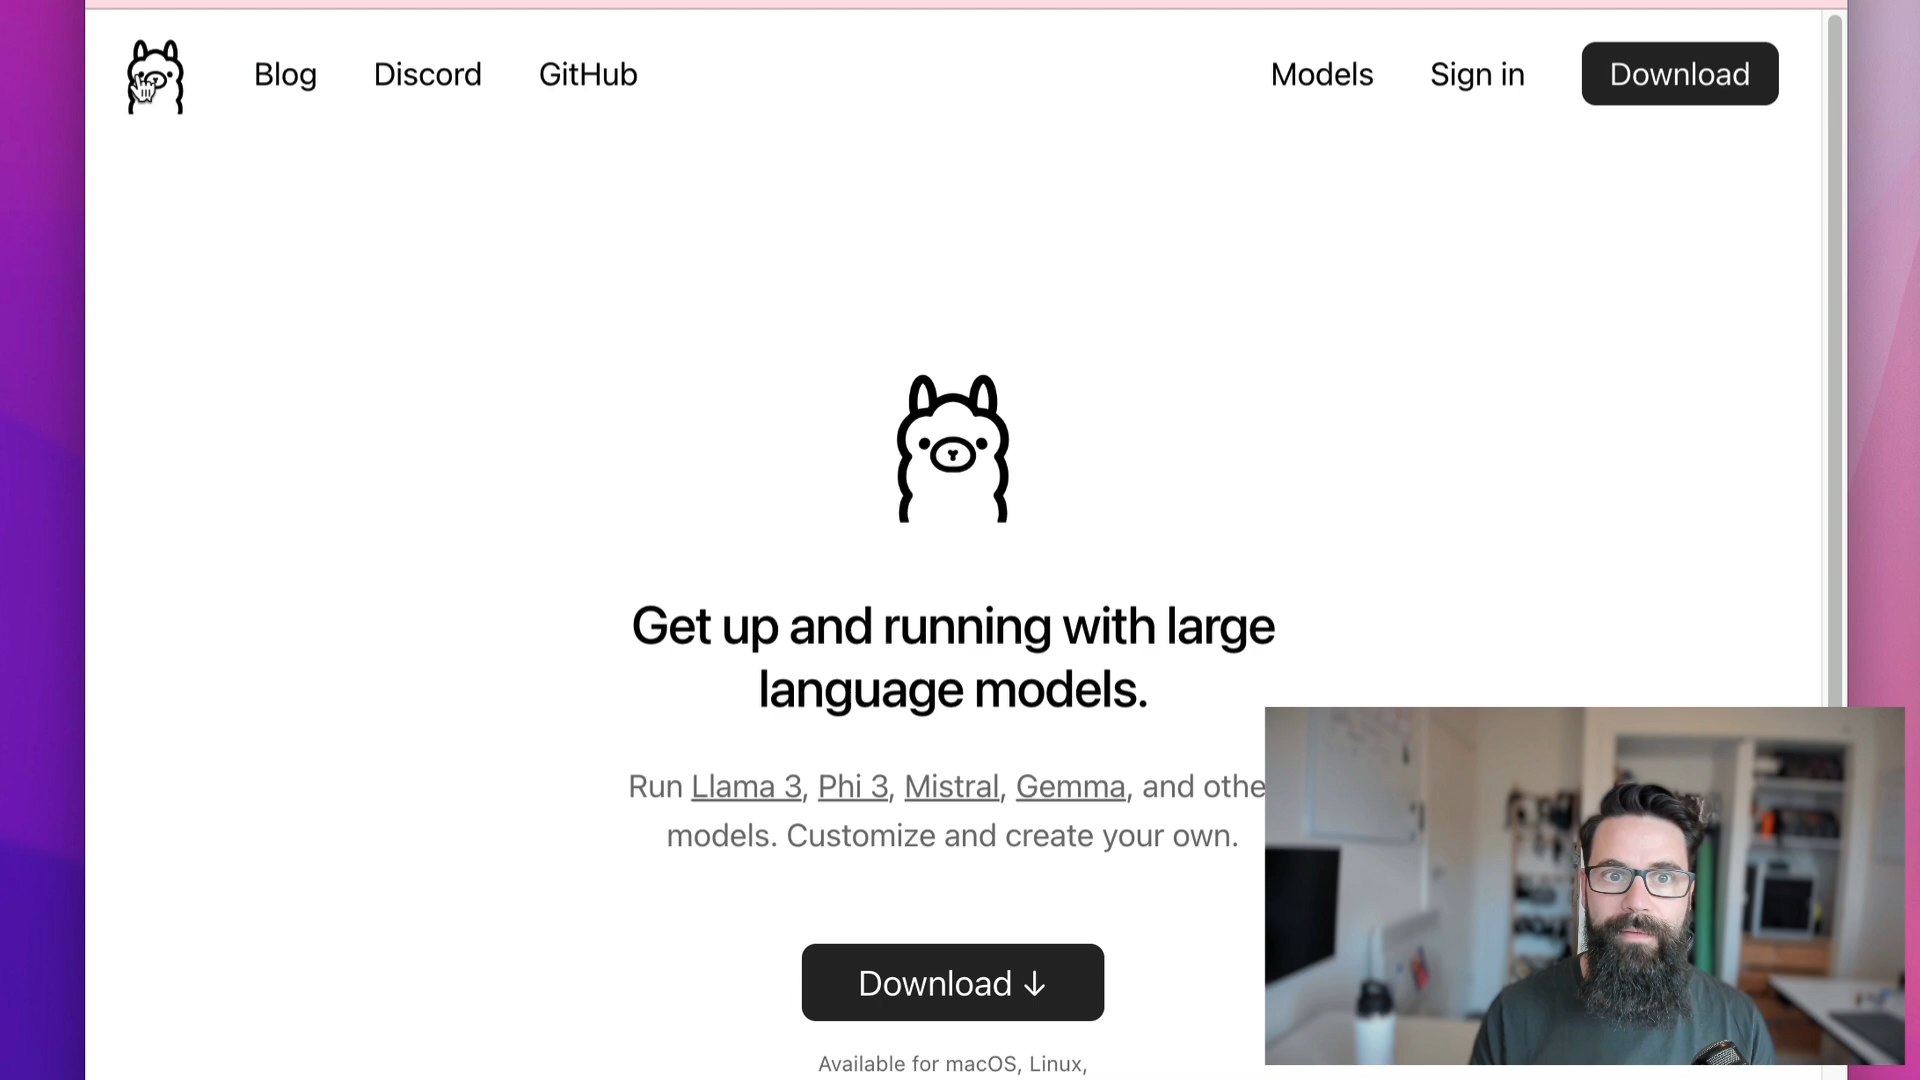 Blog Discord GitHub Models Sign in Download
Get up and running with large
language models.
Run Llama 3, Phi 3, Mistral, Gemma, and othe
models. Customize and create your own.
Download ↓
Available for macOS, Linux,